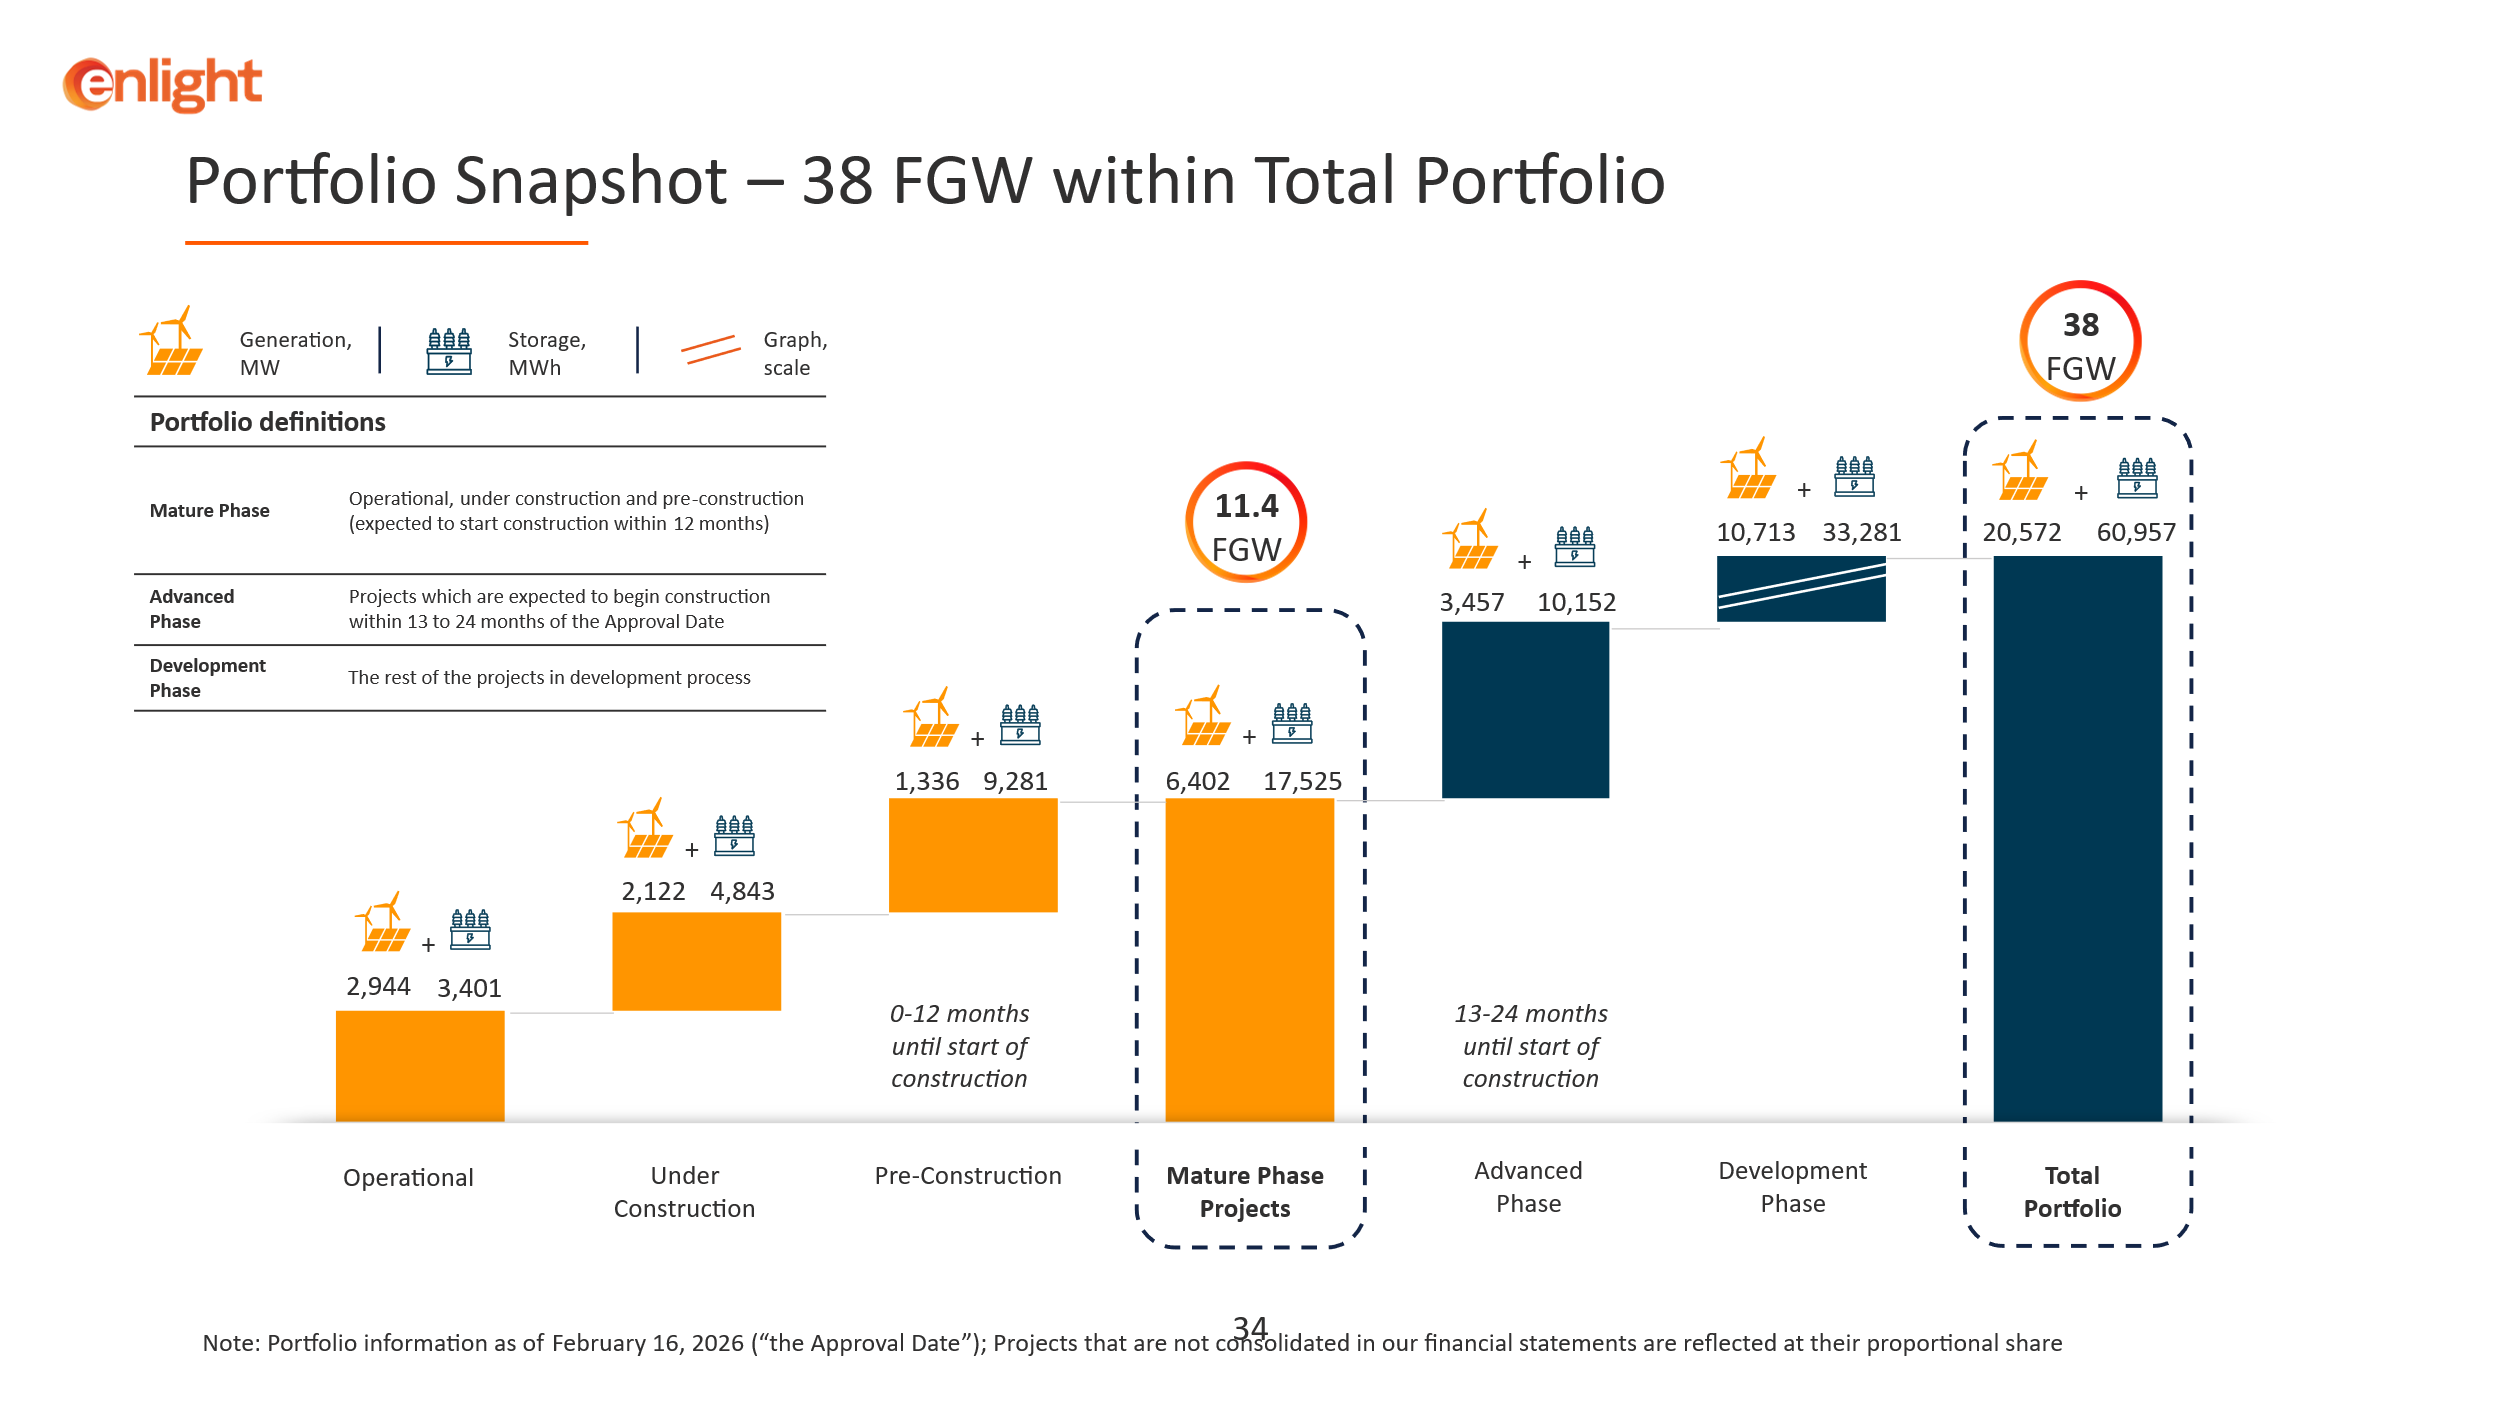 enlight
Portfolio Snapshot – 38 FGW within Total Portfolio
Generation,
MW
Storage,
MWh
Graph,
scale
Portfolio definitions
Mature Phase
Operational, under construction and pre-construction
(expected to start construction within 12 months)
Advanced
Phase
Projects which are expected to begin construction
within 13 to 24 months of the Approval Date
Development
Phase
The rest of the projects in development process
2,944 + 3,401
2,122 + 4,843
1,336 + 9,281
0-12 months
until start of
construction
11.4
FGW
6,402 + 17,525
3,457 + 10,152
13-24 months
until start of
construction
10,713 + 33,281
38
FGW
20,572 + 60,957
Operational
Under
Construction
Pre-Construction
Mature Phase
Projects
Advanced
Phase
Development
Phase
Total
Portfolio
34
Note: Portfolio information as of February 16, 2026 (“the Approval Date”); Projects that are not consolidated in our financial statements are reflected at their proportional share